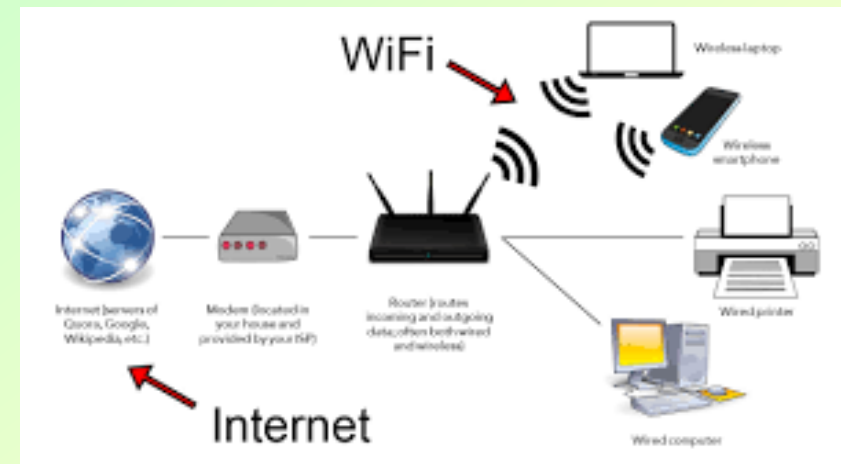 WiFi
Wireless laptop
Wireless
smartphone
Internet (servers of
Quora, Google,
Wikipedia, etc.)
Modem (located in
your house and
provided by your ISP)
Router (routes
incoming and outgoing
data; often both wired
and wireless)
Wired printer
Internet
Wired computer